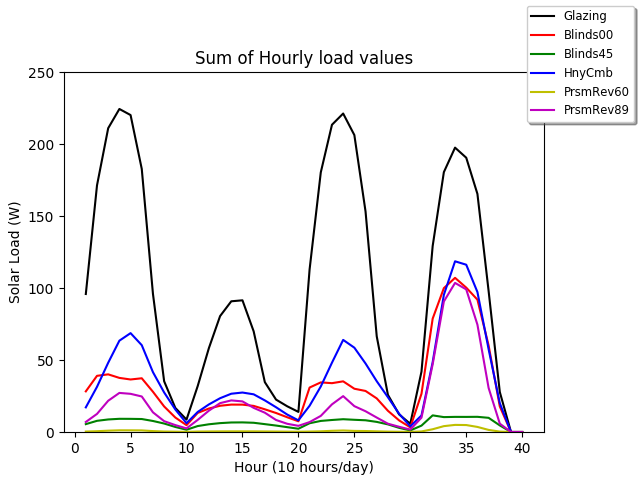 Glazing
Blinds00
Blinds45
HnyCmb
PrsmRev60
PrsmRev89
Sum of Hourly load values
Solar Load (W)
250
200
150
100
50
0
0 5 10 15 20 25 30 35 40
Hour (10 hours/day)